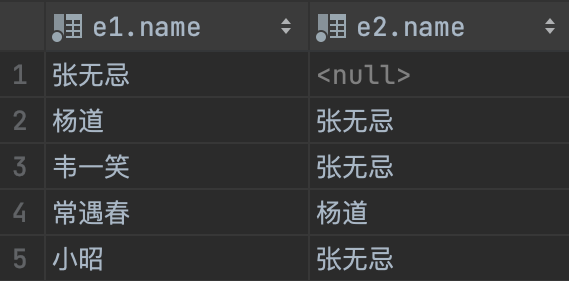 e1.name e2.name
1 张无忌 <null>
2 杨道 张无忌
3 韦一笑 张无忌
4 常遇春 杨道
5 小昭 张无忌